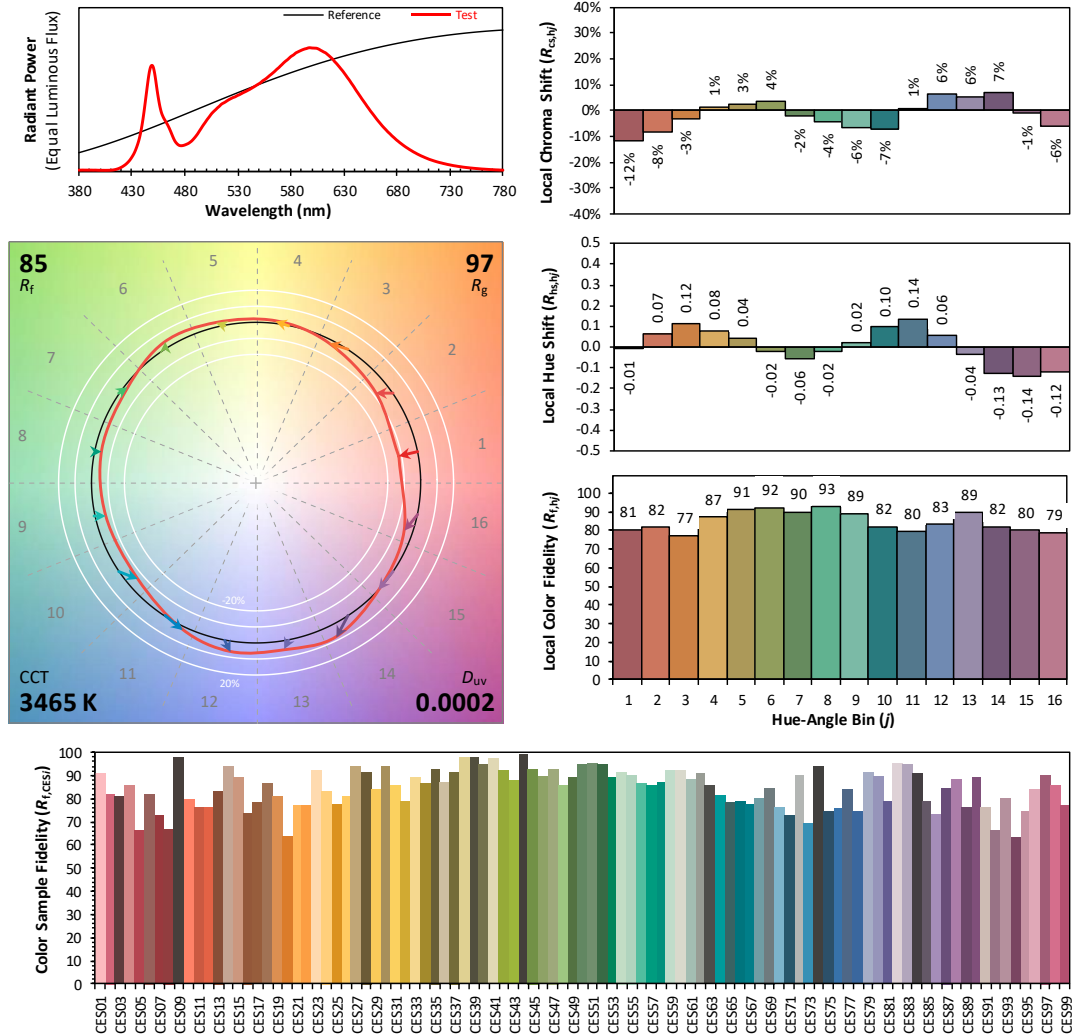 Reference Test
Radiant Power
(Equal Luminous Flux)
380 430 480 530 580 630 680 730 780
Wavelength (nm)
Local Chroma Shift (Rcs,hj)
40%
30%
20%
10%
0%
-10%
-20%
-30%
-40%
-12% -8% -3% 1% 3% 4% -2% -4% -6% -7% 1% 6% 6% 7% -1% -6%
85
Rf
97
Rg
CCT
3465 K
Duv
0.0002
1 2 3 4 5 6 7 8 9 10 11 12 13 14 15 16
-20%
20%
Local Hue Shift (Rhs,hj)
0.5
0.4
0.3
0.2
0.1
0.0
-0.1
-0.2
-0.3
-0.4
-0.5
-0.01 0.07 0.12 0.08 0.04 -0.02 -0.06 -0.02 0.02 0.10 0.14 0.06 -0.04 -0.13 -0.14 -0.12
Local Color Fidelity (Rf,hj)
100
90
80
70
60
50
40
30
20
10
0
81 82 77 87 91 92 90 93 89 82 80 83 89 82 80 79
1 2 3 4 5 6 7 8 9 10 11 12 13 14 15 16
Hue-Angle Bin (j)
Color Sample Fidelity (Rf,CESi)
100
90
80
70
60
50
40
30
20
10
0
CES01 CES03 CES05 CES07 CES09 CES11 CES13 CES15 CES17 CES19 CES21 CES23 CES25 CES27 CES29 CES31 CES33 CES35 CES37 CES39 CES41 CES43 CES45 CES47 CES49 CES51 CES53 CES55 CES57 CES59 CES61 CES63 CES65 CES67 CES69 CES71 CES73 CES75 CES77 CES79 CES81 CES83 CES85 CES87 CES89 CES91 CES93 CES95 CES97 CES99